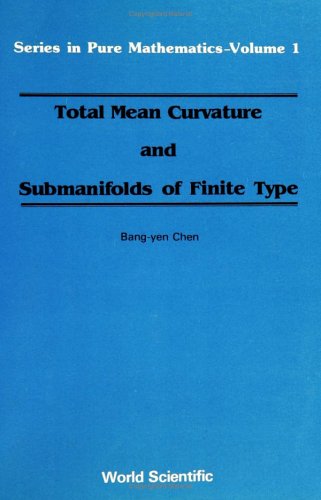 Series in Pure Mathematics-Volume 1
Total Mean Curvature
and
Submanifolds of Finite Type
Bang-yen Chen
World Scientific